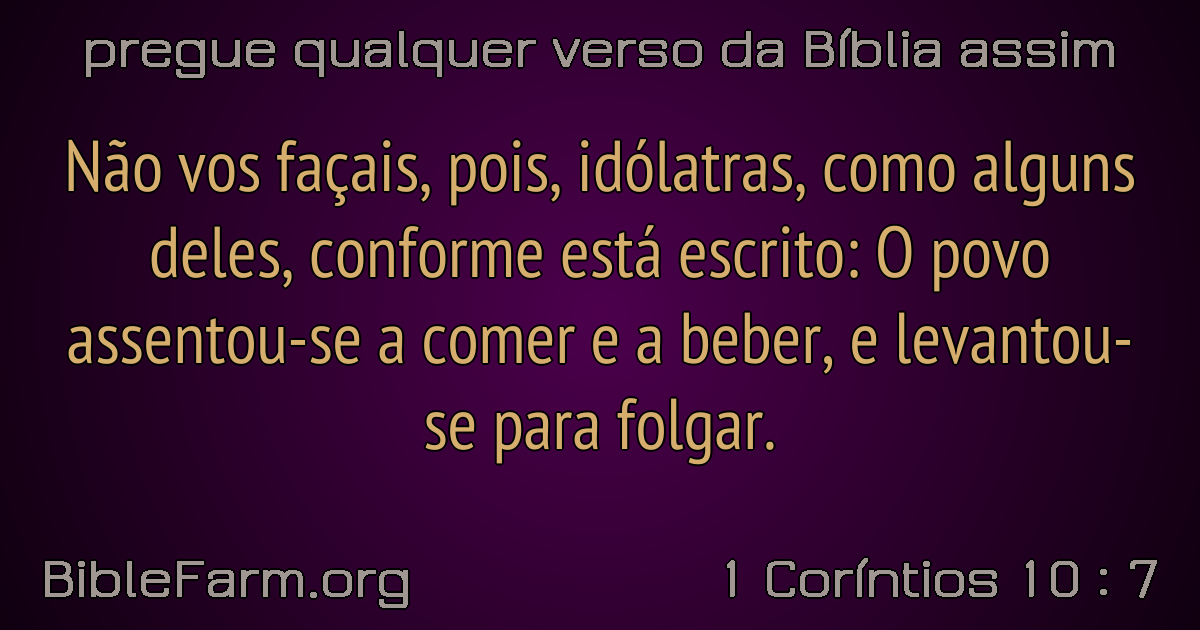 pregue qualquer verso da Bíblia assim
Não vos façais, pois, idólatras, como alguns
deles, conforme está escrito: O povo
assentou-se a comer e a beber, e levantou-
se para folgar.
BibleFarm.org
1 Coríntios 10 : 7